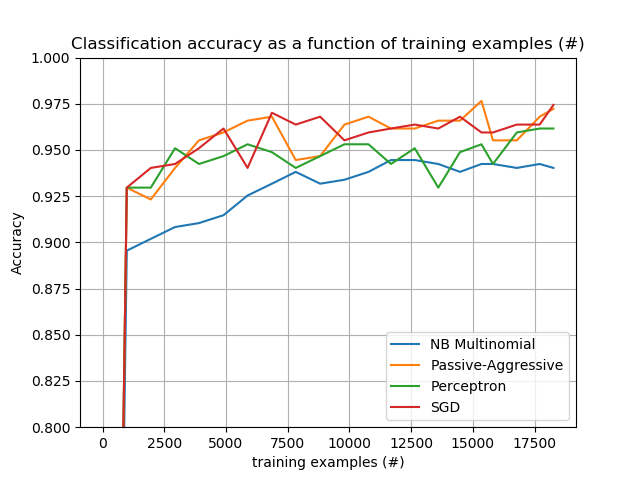 Classification accuracy as a function of training examples (#)
1.000
0.975
0.950
0.925
0.900
0.875
0.850
0.825
0.800
Accuracy
NB Multinomial
Passive-Aggressive
Perceptron
SGD
0 2500 5000 7500 10000 12500 15000 17500
training examples (#)